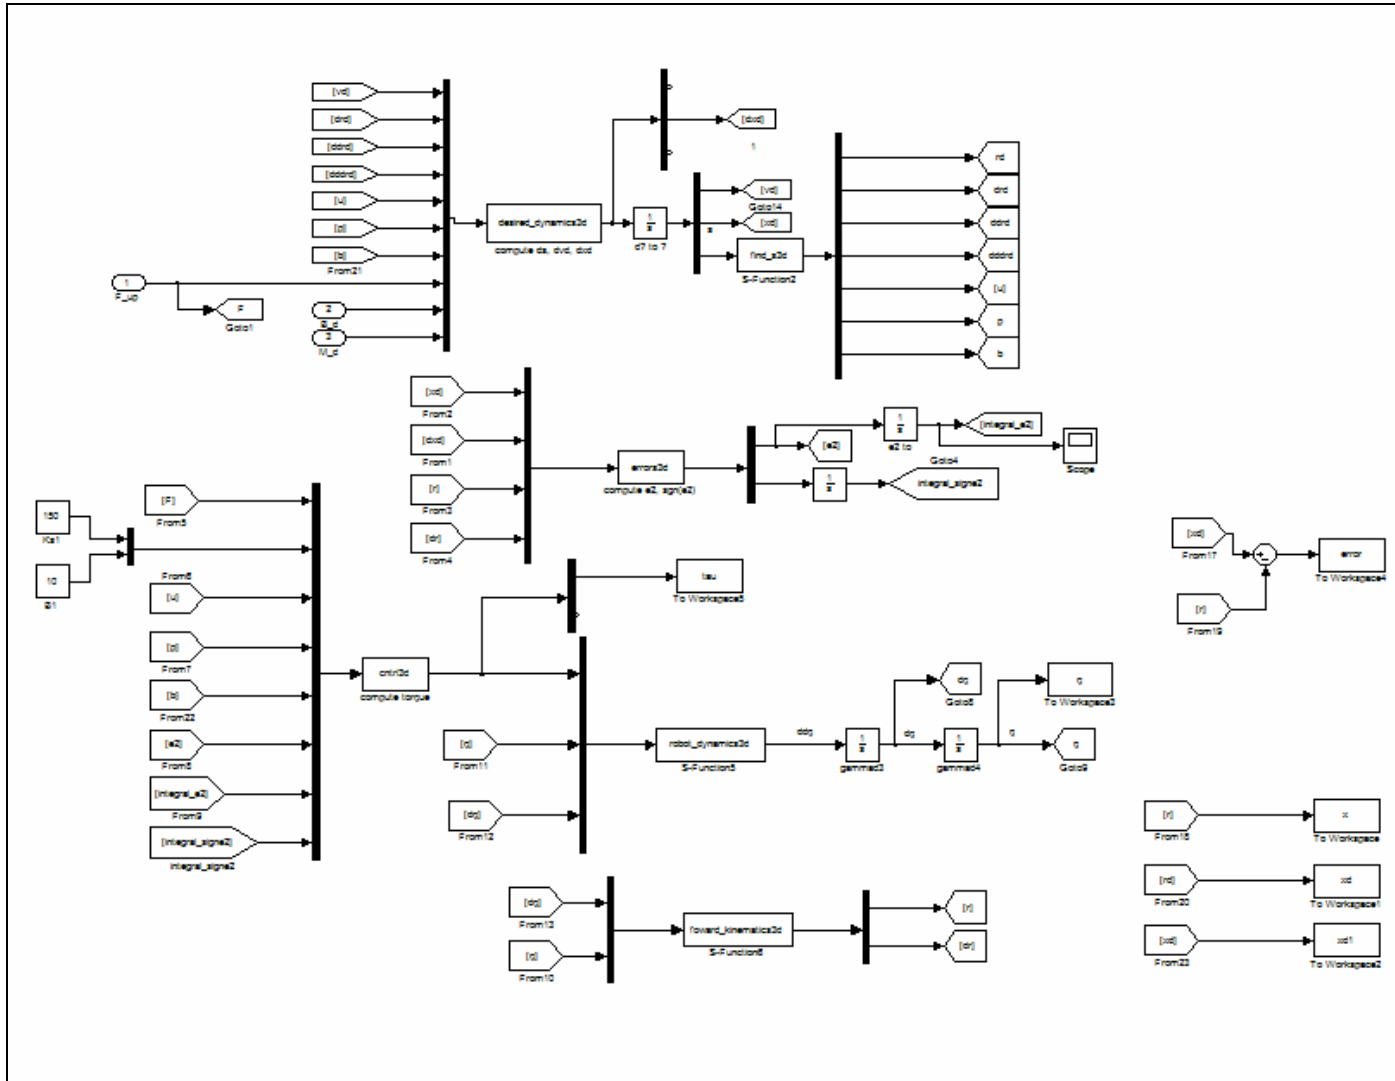 [vd]
[drd]
[ddrd]
[dddrd]
[u]
[p]
[b]
From21
1
F_up
F
Goto1
2
B_d
3
M_d
desired_dynamics3d
compute ds, dvd, dxd
[dxd]
1
1
s
d7 to 7
[vd]
Goto14
s
[xd]
find_s3d
S-Function2
rd
drd
ddrd
dddrd
[u]
p
b
[xd]
From2
[dxd]
From1
[r]
From3
[dr]
From4
errors3d
compute e2, sgn(e2)
[e2]
1
s
e2 to
[integral_e2]
Goto4
1
s
integral_signe2
Scope
150
Ks1
10
B1
[F]
From5
From6
[u]
[p]
From7
[b]
From22
[e2]
From8
[integral_e2]
From9
[integral_signe2]
integral_signe2
cntrl3d
compute torque
tau
To Workspace5
[q]
From11
[dq]
From12
robot_dynamics3d
S-Function5
ddq
1
s
gammad3
dq
dq
Goto8
1
s
gammad4
q
q
To Workspace3
q
Goto9
[dq]
From13
[q]
From10
foward_kinematics3d
S-Function6
[r]
[dr]
[xd]
From17
[r]
From19
error
To Workspace4
[r]
From18
x
To Workspace
[rd]
From20
xd
To Workspace1
[xd]
From23
xd1
To Workspace2